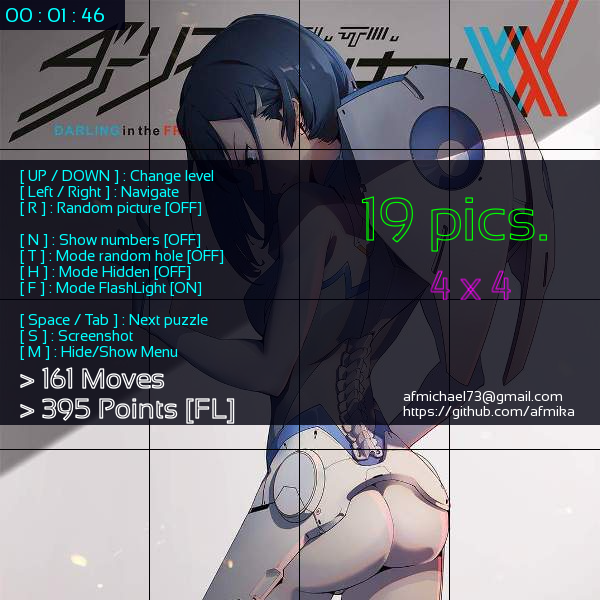 00 : 01 : 46
DARLING in the FR
[ UP / DOWN ] : Change level
[ Left / Right ] : Navigate
[ R ] : Random picture [OFF]
[ N ] : Show numbers [OFF]
[ T ] : Mode random hole [OFF]
[ H ] : Mode Hidden [OFF]
[ F ] : Mode FlashLight [ON]
[ Space / Tab ] : Next puzzle
[ S ] : Screenshot
[ M ] : Hide/Show Menu
> 161 Moves
> 395 Points [FL]
19 pics.
4 x 4
afmichael73@gmail.com
https://github.com/afmika